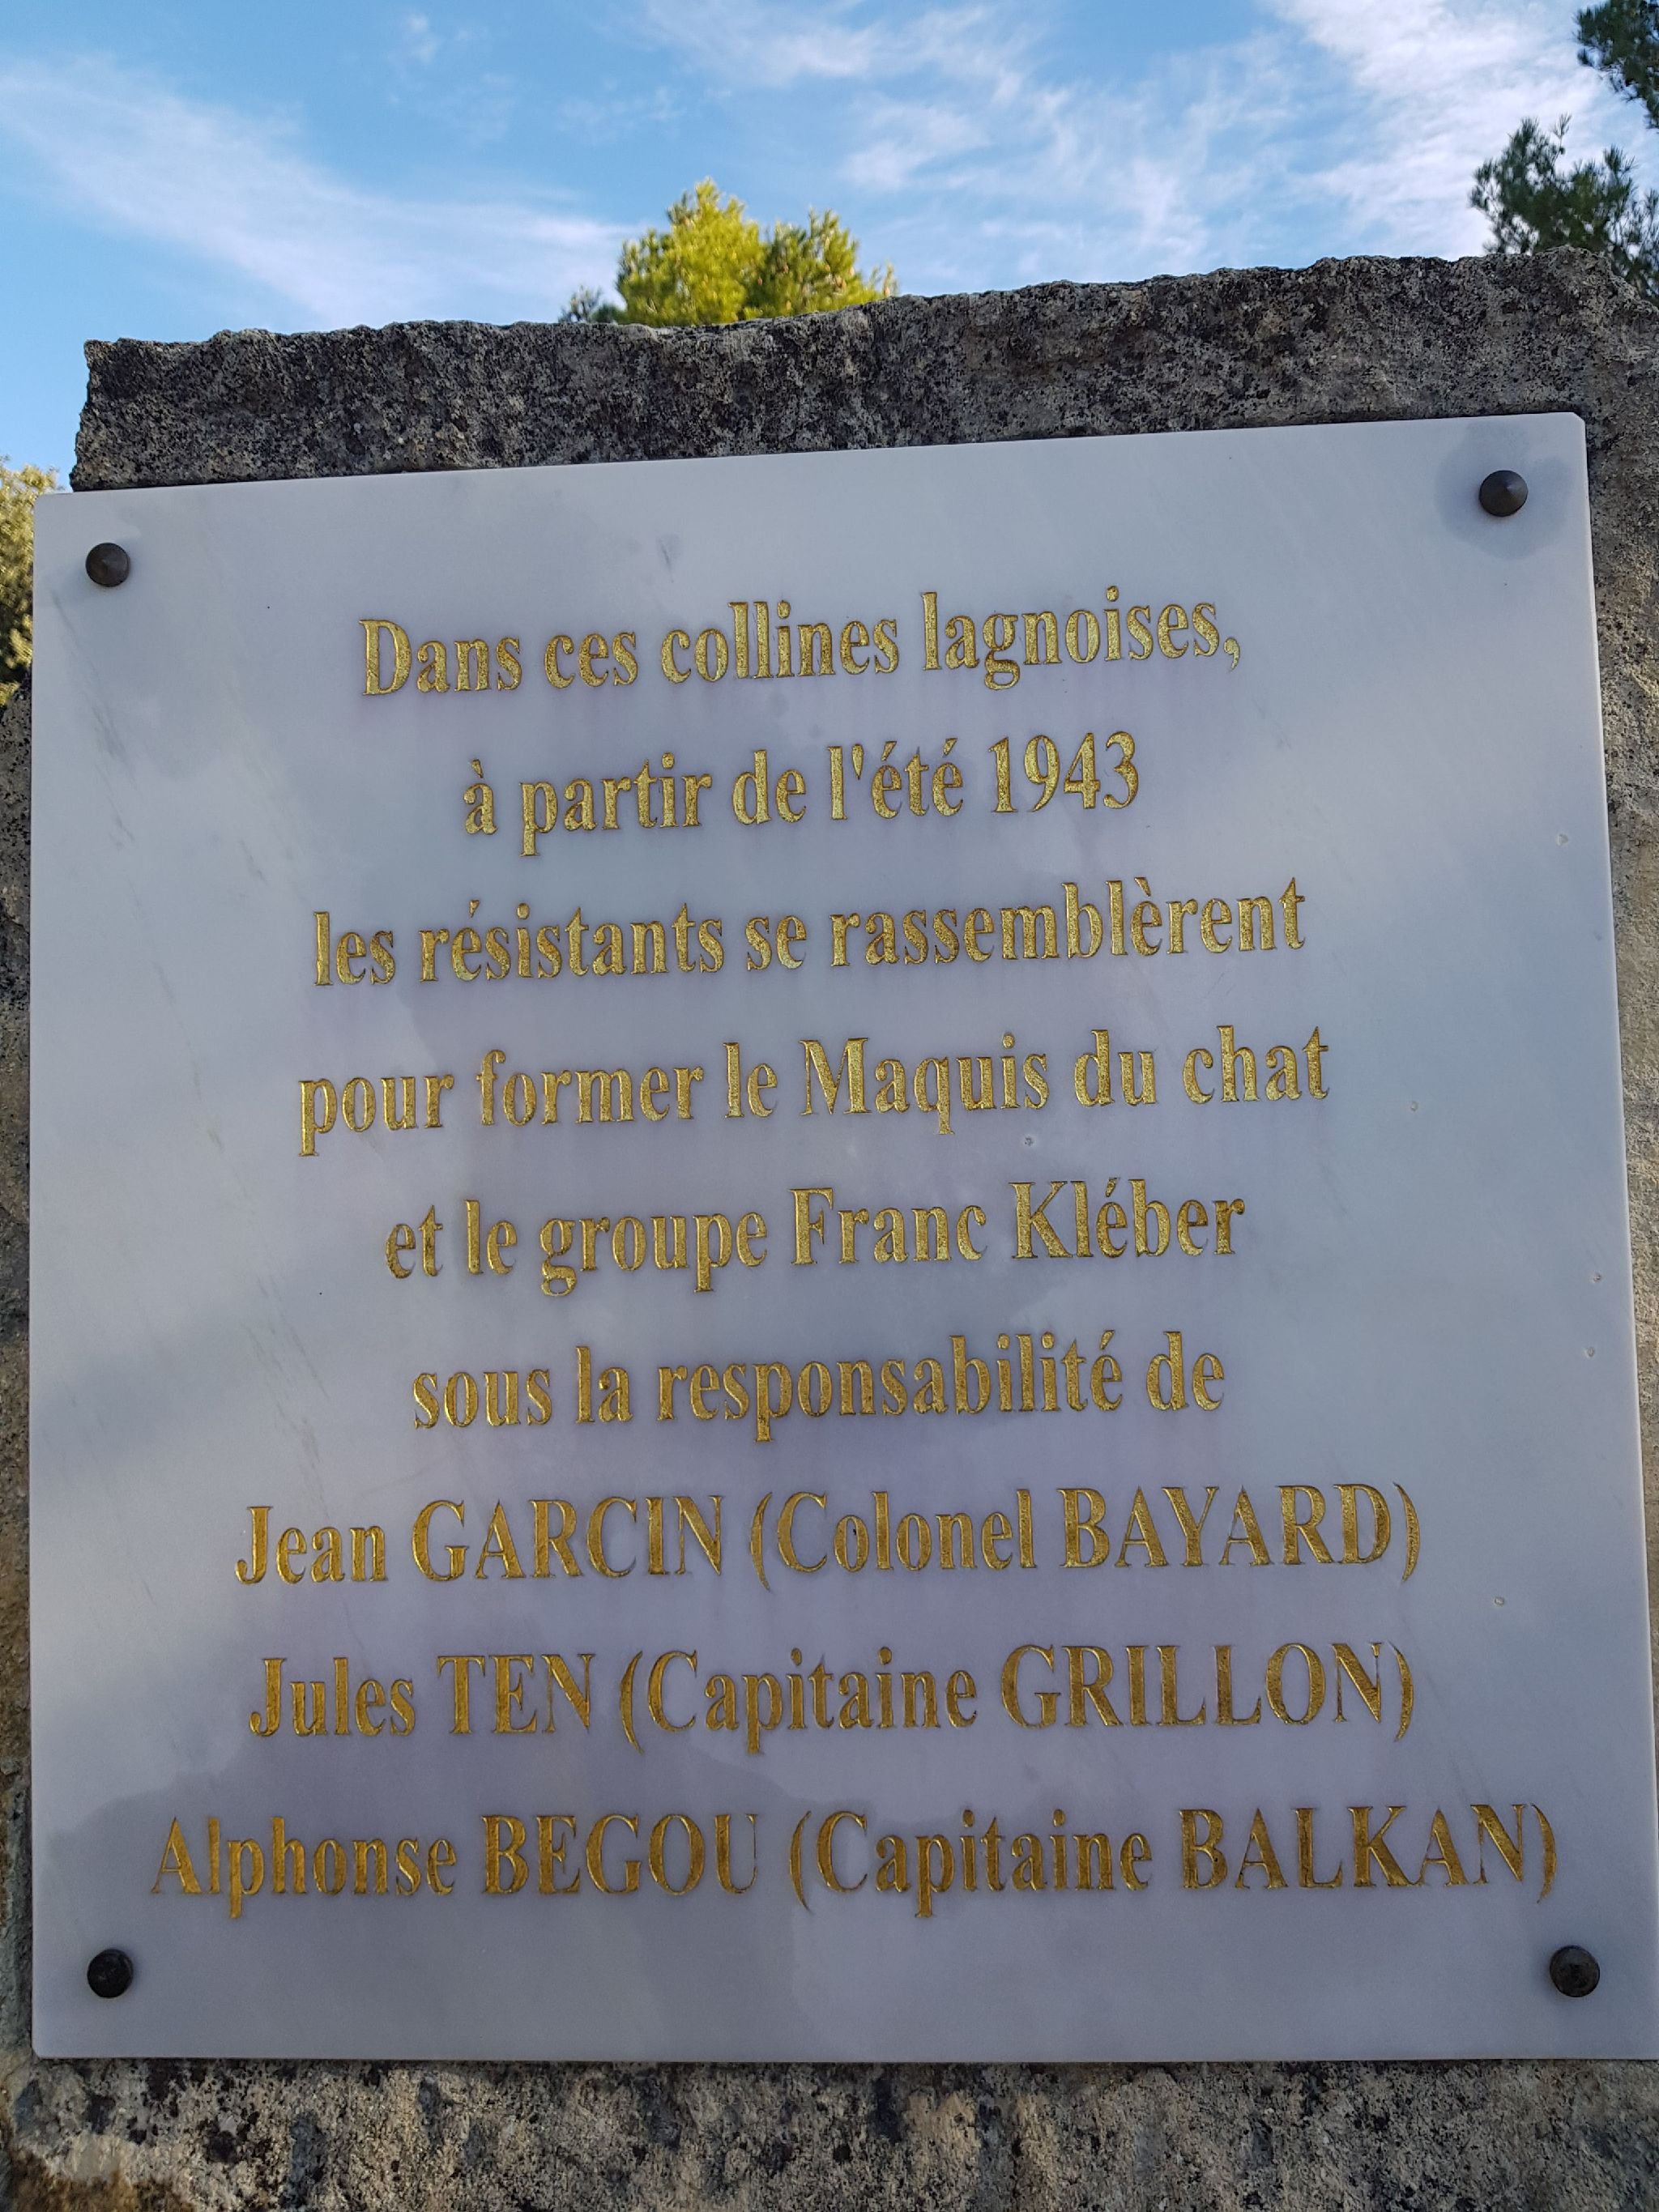 Dans ces collines lagnoises,
à partir de l'été 1943
les résistants se rassemblèrent
pour former le Maquis du chat
et le groupe Franc Kléber
sous la responsabilité de
Jean GARCIN (Colonel BAYARD)
Jules TEN (Capitaine GRILLON)
Alphonse BEGOU (Capitaine BALKAN)